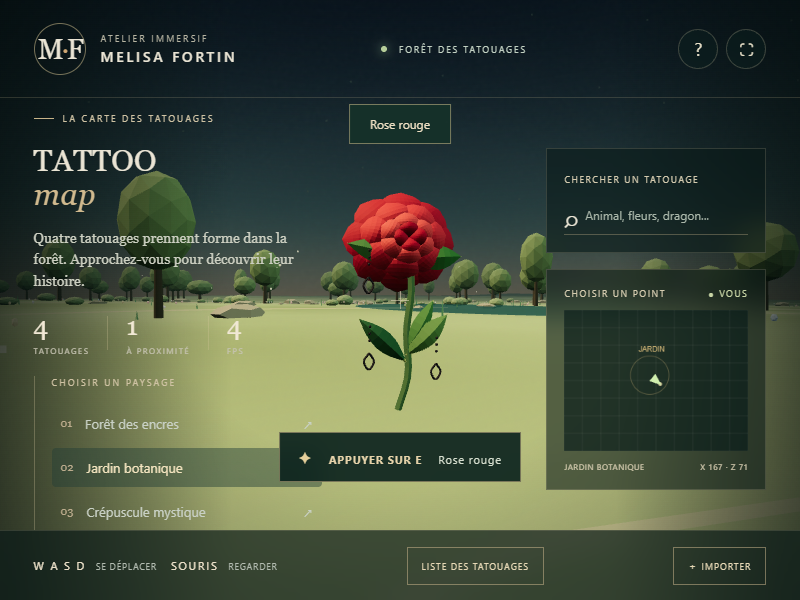 M·F
ATELIER IMMERSIF
MELISA FORTIN
FORÊT DES TATOUAGES
?
LA CARTE DES TATOUAGES
Rose rouge
TATTOO
map
Quatre tatouages prennent forme dans la
forêt. Approchez-vous pour découvrir leur
histoire.
4
TATOUAGES
1
À PROXIMITÉ
4
FPS
CHOISIR UN PAYSAGE
01 Forêt des encres ↗
02 Jardin botanique
03 Crépuscule mystique ↗
CHERCHER UN TATOUAGE
Animal, fleurs, dragon...
CHOISIR UN POINT
VOUS
JARDIN
JARDIN BOTANIQUE
X 167 · Z 71
APPUYER SUR E Rose rouge
W A S D SE DÉPLACER SOURIS REGARDER
LISTE DES TATOUAGES
+ IMPORTER